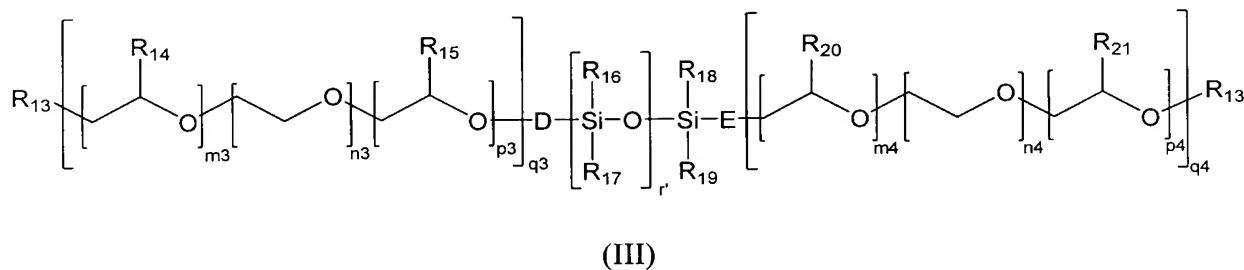 R14 R15 R16 R18 R20 R21
R13 O m3 O n3 O p3 q3 D Si O Si E O m4 O n4 O p4 q4 R13
R17 r' R19
(III)